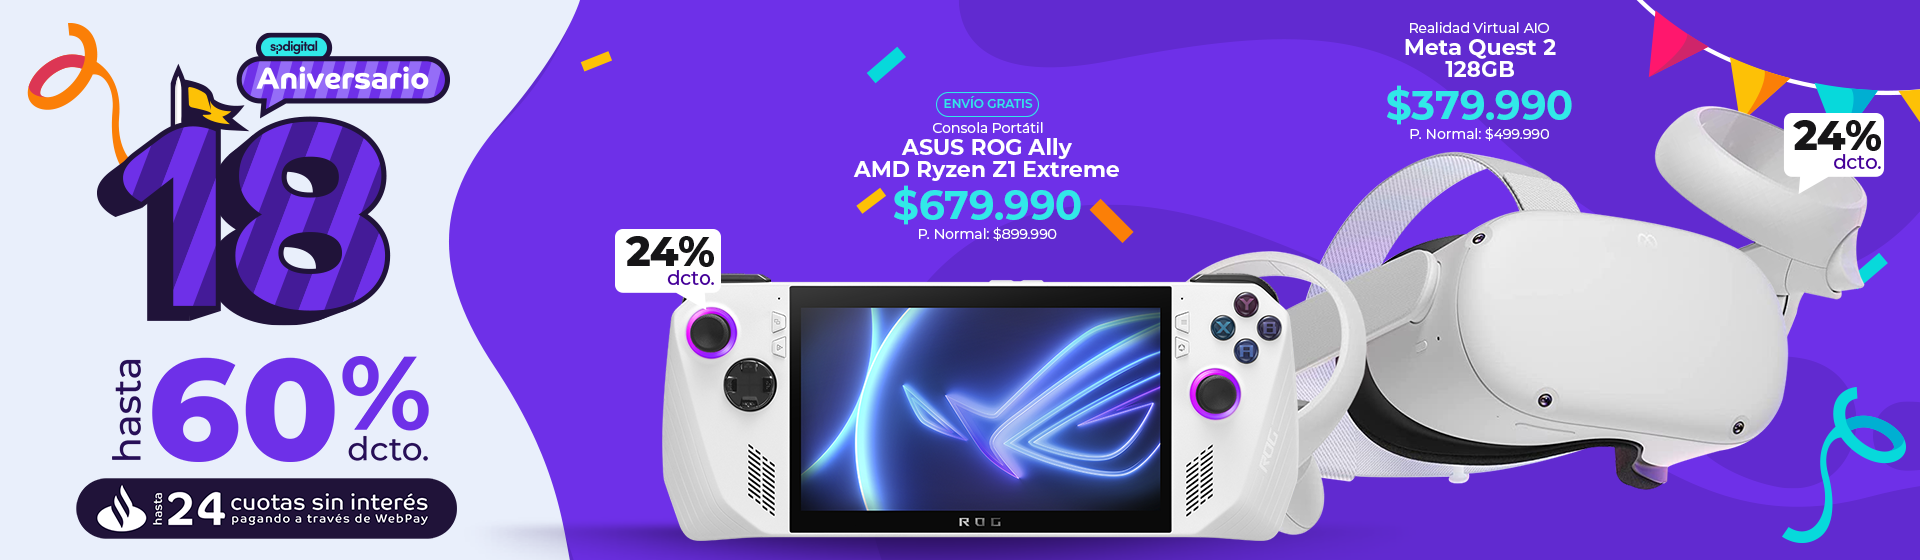 spdigital
Aniversario
18
hasta
60%
dcto.
hasta
24 cuotas sin interés
pagando a través de WebPay
ENVÍO GRATIS
Consola Portátil
ASUS ROG Ally
AMD Ryzen Z1 Extreme
$679.990
P. Normal: $899.990
24%
dcto.
Y
X
B
A
ROG
ROG
Realidad Virtual AIO
Meta Quest 2
128GB
$379.990
P. Normal: $499.990
24%
dcto.